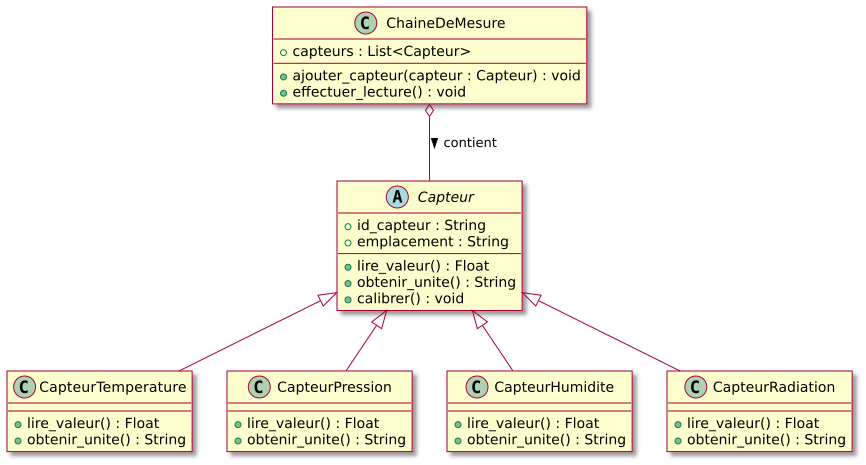 C ChaineDeMesure
capteurs : List<Capteur>
ajouter_capteur(capteur : Capteur) : void
effectuer_lecture() : void
contient
A Capteur
id_capteur : String
emplacement : String
lire_valeur() : Float
obtenir_unite() : String
calibrer() : void
C CapteurTemperature
lire_valeur() : Float
obtenir_unite() : String
C CapteurPression
lire_valeur() : Float
obtenir_unite() : String
C CapteurHumidite
lire_valeur() : Float
obtenir_unite() : String
C CapteurRadiation
lire_valeur() : Float
obtenir_unite() : String